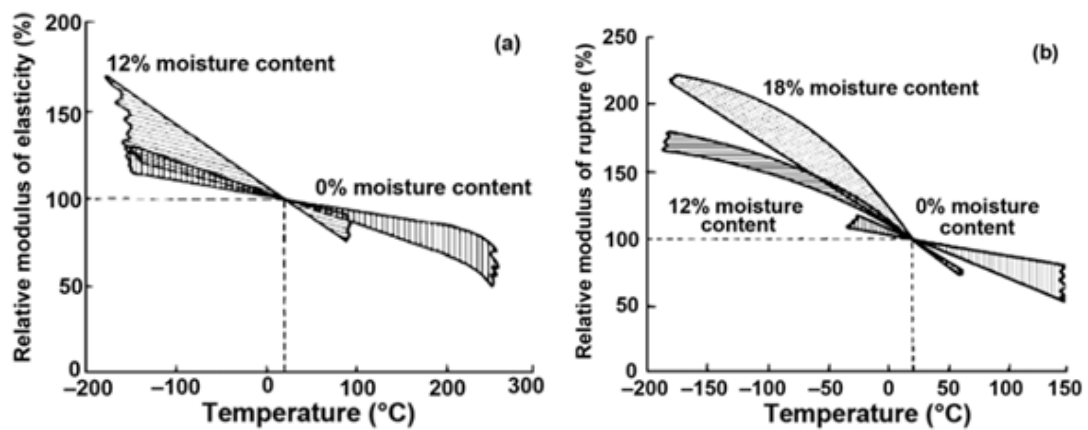 (a)
Relative modulus of elasticity (%)
200
150
100
50
0
12% moisture content
0% moisture content
–200
–100
0
100
200
300
Temperature (°C)
(b)
Relative modulus of rupture (%)
250
200
150
100
50
0
18% moisture content
12% moisture
content
0% moisture
content
–200
–150
–100
–50
0
50
100
150
Temperature (°C)